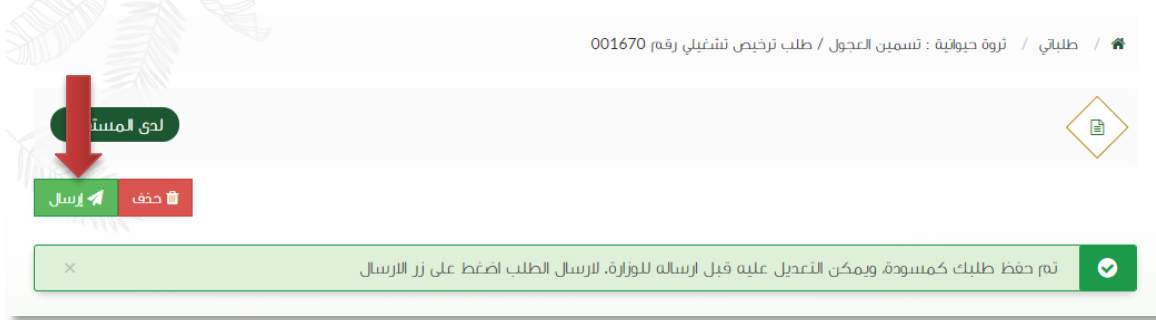 / طلباتي / ثروة حيوانية : تسمين العجول / طلب ترخيص تشغيلي رقم 001670
لدى
حذف
إرسال
تم حفظ طلبك كمسودة، ويمكن التعديل عليه قبل ارساله للوزارة. لارسال الطلب اضغط على زر الارسال ×